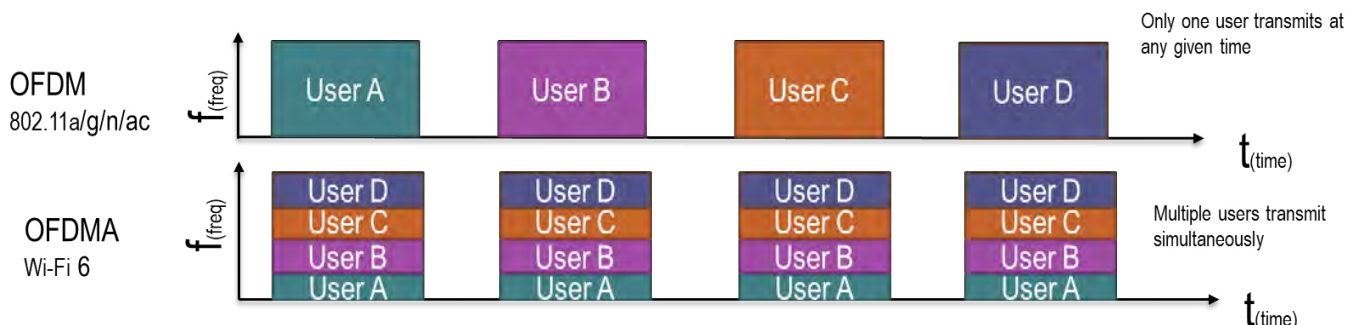 Only one user transmits at
any given time
OFDM
802.11a/g/n/ac
f(freq)
User A
User B
User C
User D
t(time)
OFDMA
Wi-Fi 6
f(freq)
User D
User C
User B
User A
User D
User C
User B
User A
User D
User C
User B
User A
User D
User C
User B
User A
Multiple users transmit
simultaneously
t(time)